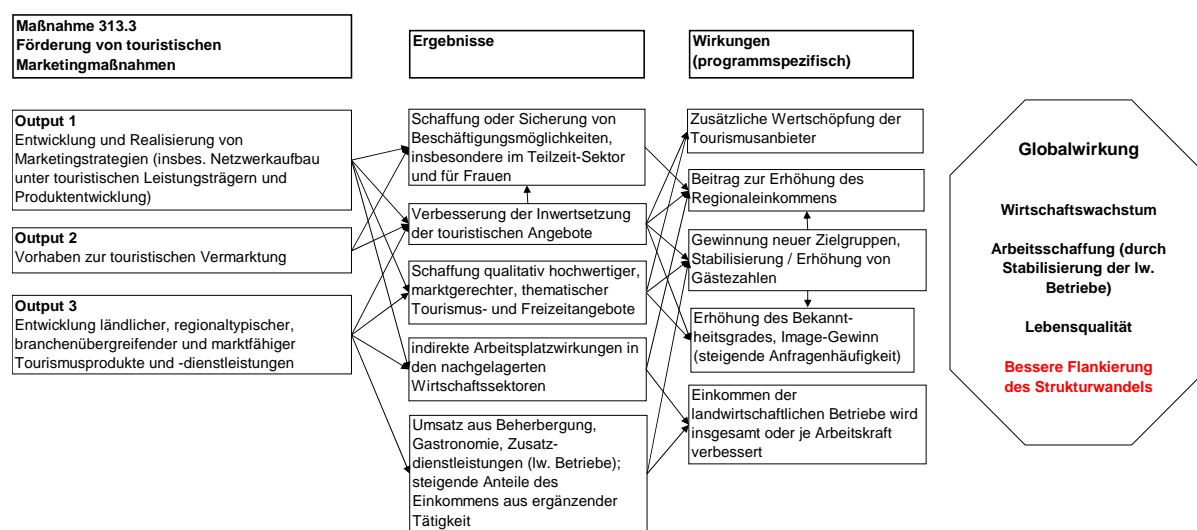 Maßnahme 313.3
Förderung von touristischen
Marketingmaßnahmen
Ergebnisse
Wirkungen
(programmspezifisch)
Output 1
Entwicklung und Realisierung von
Marketingstrategien (insbes. Netzwerkaufbau
unter touristischen Leistungsträgern und
Produktentwicklung)
Output 2
Vorhaben zur touristischen Vermarktung
Output 3
Entwicklung ländlicher, regionaltypischer,
branchenübergreifender und marktfähiger
Tourismusprodukte und -dienstleistungen
Schaffung oder Sicherung von
Beschäftigungsmöglichkeiten,
insbesondere im Teilzeit-Sektor
und für Frauen
Verbesserung der Inwertsetzung
der touristischen Angebote
Schaffung qualitativ hochwertiger,
marktgerechter, thematischer
Tourismus- und Freizeitangebote
indirekte Arbeitsplatzwirkungen in
den nachgelagerten
Wirtschaftssektoren
Umsatz aus Beherbergung,
Gastronomie, Zusatz-
dienstleistungen (lw. Betriebe);
steigende Anteile des
Einkommens aus ergänzender
Tätigkeit
Zusätzliche Wertschöpfung der
Tourismusanbieter
Beitrag zur Erhöhung des
Regionaleinkommens
Gewinnung neuer Zielgruppen,
Stabilisierung / Erhöhung von
Gästezahlen
Erhöhung des Bekannt-
heitsgrades, Image-Gewinn
(steigende Anfragenhäufigkeit)
Einkommen der
landwirtschaftlichen Betriebe wird
insgesamt oder je Arbeitskraft
verbessert
Globalwirkung
Wirtschaftswachstum
Arbeitsschaffung (durch
Stabilisierung der lw.
Betriebe)
Lebensqualität
Bessere Flankierung
des Strukturwandels